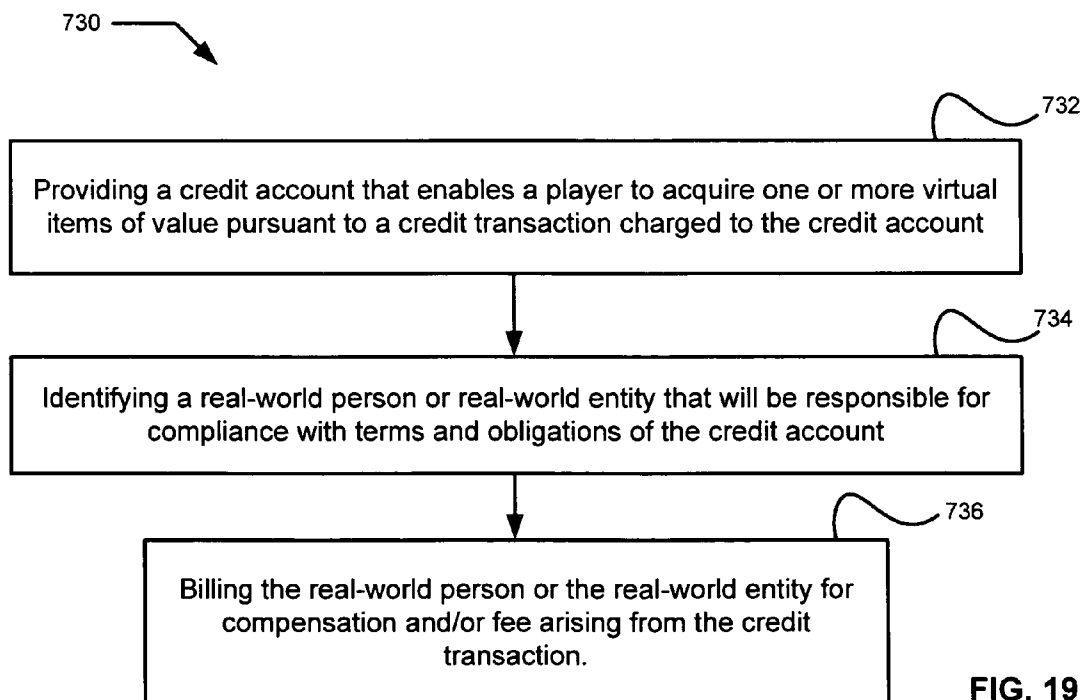 730
732
Providing a credit account that enables a player to acquire one or more virtual
items of value pursuant to a credit transaction charged to the credit account
734
Identifying a real-world person or real-world entity that will be responsible for
compliance with terms and obligations of the credit account
736
Billing the real-world person or the real-world entity for
compensation and/or fee arising from the credit
transaction.
FIG. 19